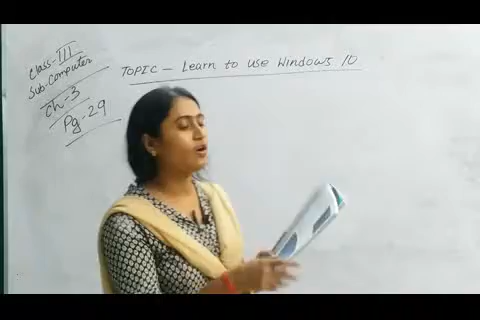 Class-III
Sub-Computer
Ch-3
Pg-29
TOPIC - Learn to use Windows 10